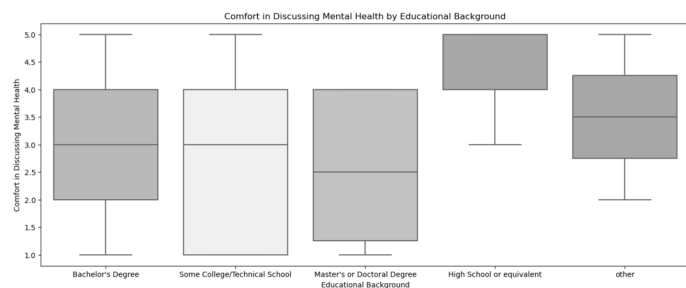 Comfort in Discussing Mental Health by Educational Background
Comfort in Discussing Mental Health
5.0
4.5
4.0
3.5
3.0
2.5
2.0
1.5
1.0
Bachelor's Degree
Some College/Technical School
Master's or Doctoral Degree
High School or equivalent
other
Educational Background